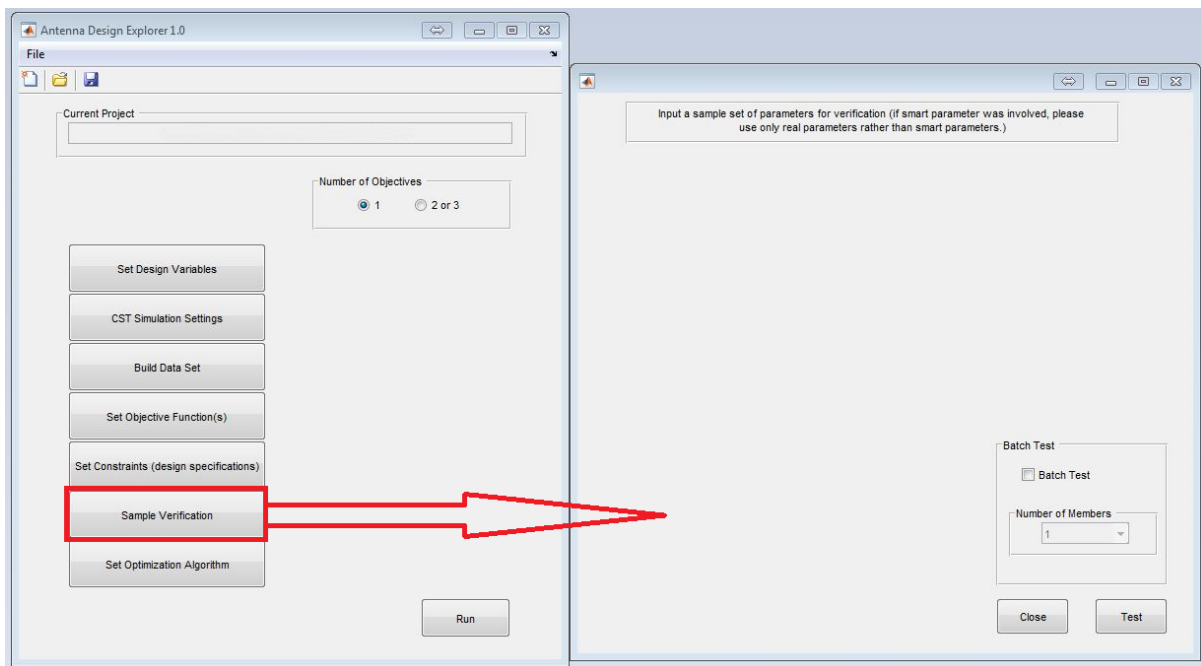 Antenna Design Explorer 1.0
File
Current Project
Number of Objectives
1
2 or 3
Set Design Variables
CST Simulation Settings
Build Data Set
Set Objective Function(s)
Set Constraints (design specifications)
Sample Verification
Set Optimization Algorithm
Run
Input a sample set of parameters for verification (if smart parameter was involved, please
use only real parameters rather than smart parameters.)
Batch Test
Batch Test
Number of Members
1
Close
Test